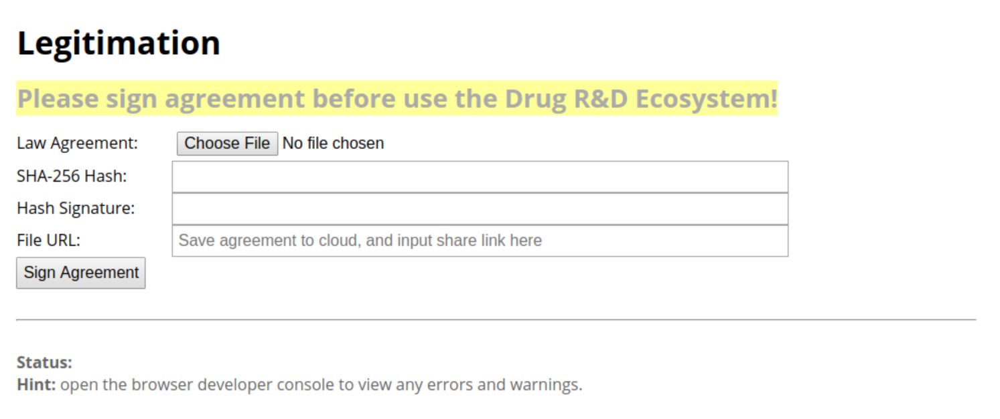 Legitimation
Please sign agreement before use the Drug R&D Ecosystem!
Law Agreement: Choose File No file chosen
SHA-256 Hash:
Hash Signature:
File URL: Save agreement to cloud, and input share link here
Sign Agreement
Status:
Hint: open the browser developer console to view any errors and warnings.